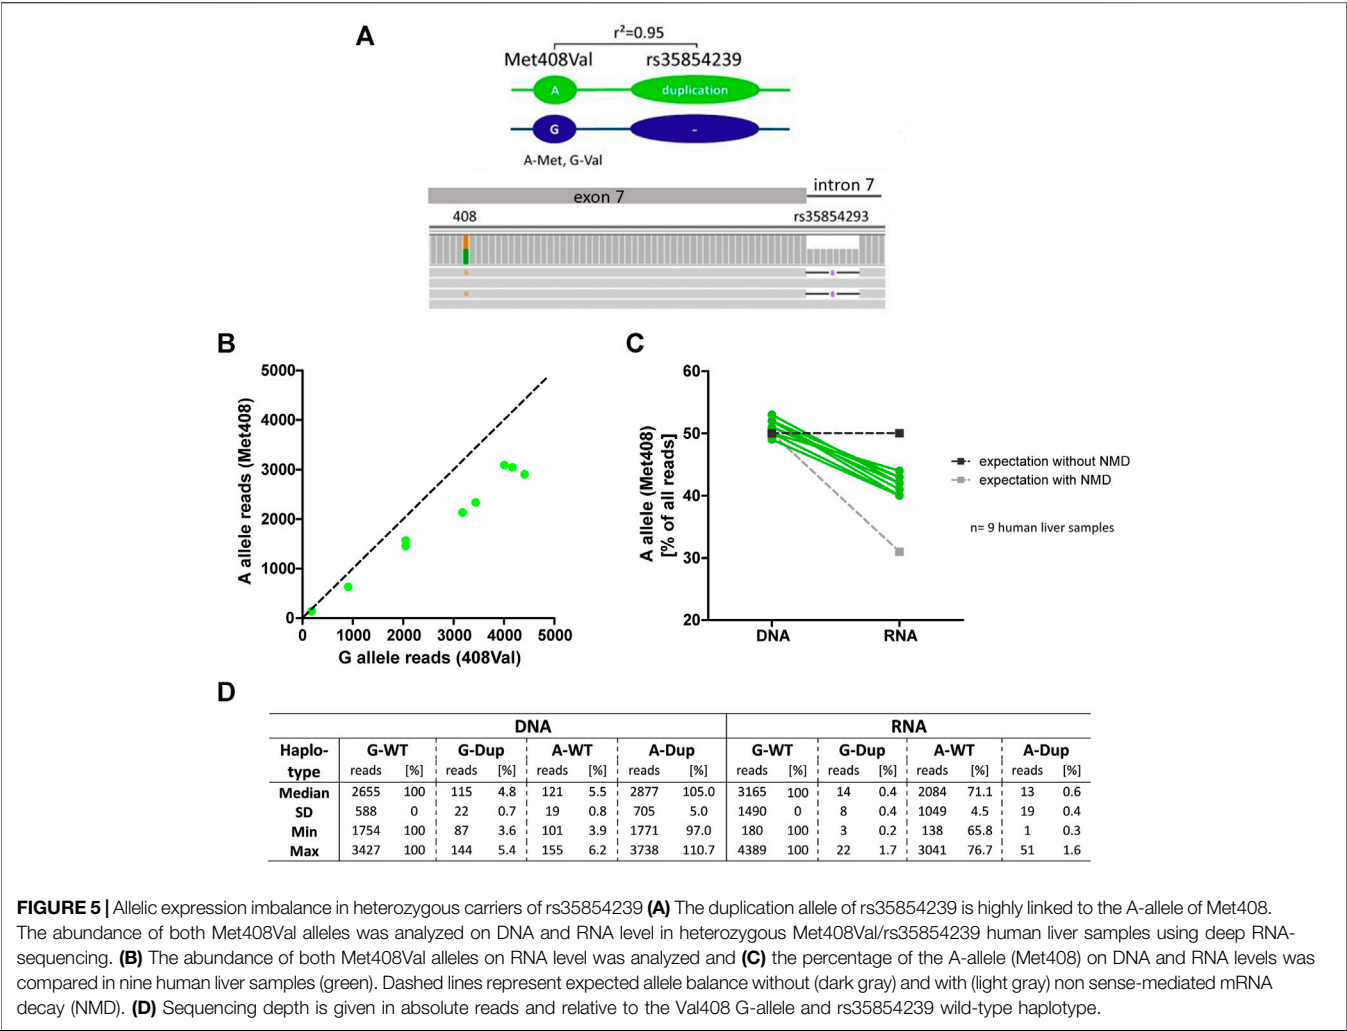 A
r²=0.95
Met408Val rs35854239
A duplication
G -
A-Met, G-Val
exon 7 intron 7
408 rs35854293
G 8
G 8
B
A allele reads (Met408)
5000
4000
3000
2000
1000
0
0 1000 2000 3000 4000 5000
G allele reads (408Val)
C
A allele (Met408)
[% of all reads]
60
50
40
30
20
DNA RNA
expectation without NMD
expectation with NMD
n= 9 human liver samples
D
DNA RNA
Haplo- G-WT G-Dup A-WT A-Dup G-WT G-Dup A-WT A-Dup
type reads [%] reads [%] reads [%] reads [%] reads [%] reads [%] reads [%] reads [%]
Median 2655 100 115 4.8 121 5.5 2877 105.0 3165 100 14 0.4 2084 71.1 13 0.6
SD 588 0 22 0.7 19 0.8 705 5.0 1490 0 8 0.4 1049 4.5 19 0.4
Min 1754 100 87 3.6 101 3.9 1771 97.0 180 100 3 0.2 138 65.8 1 0.3
Max 3427 100 144 5.4 155 6.2 3738 110.7 4389 100 22 1.7 3041 76.7 51 1.6
FIGURE 5 | Allelic expression imbalance in heterozygous carriers of rs35854239 (A) The duplication allele of rs35854239 is highly linked to the A-allele of Met408.
The abundance of both Met408Val alleles was analyzed on DNA and RNA level in heterozygous Met408Val/rs35854239 human liver samples using deep RNA-
sequencing. (B) The abundance of both Met408Val alleles on RNA level was analyzed and (C) the percentage of the A-allele (Met408) on DNA and RNA levels was
compared in nine human liver samples (green). Dashed lines represent expected allele balance without (dark gray) and with (light gray) non sense-mediated mRNA
decay (NMD). (D) Sequencing depth is given in absolute reads and relative to the Val408 G-allele and rs35854239 wild-type haplotype.